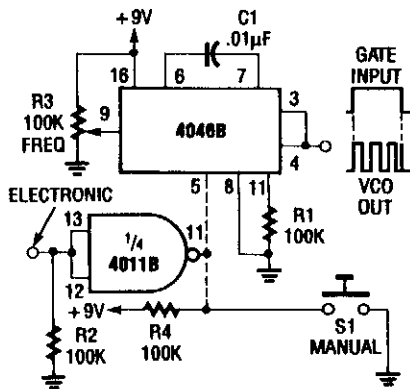 +9V
C1
.01µF
16
6
7
R3
100K
FREQ
9
4046B
3
4
GATE
INPUT
VCO
OUT
5
8
11
R1
100K
ELECTRONIC
13
1/4
4011B
11
12
+9V
R2
100K
R4
100K
S1
MANUAL